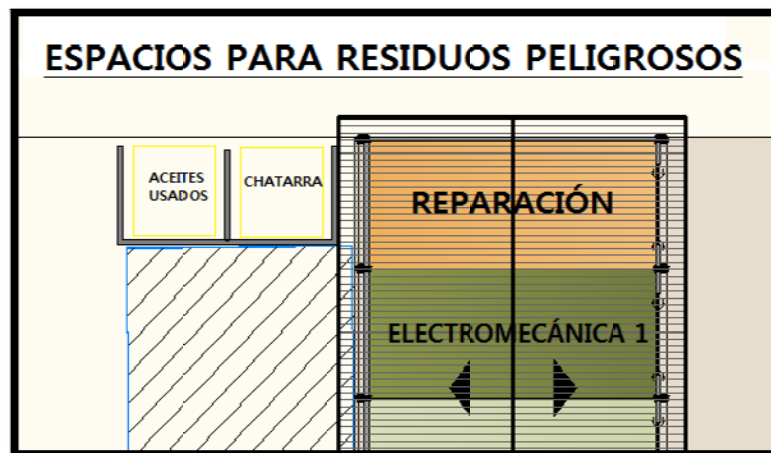 ESPACIOS PARA RESIDUOS PELIGROSOS
ACEITES
USADOS
CHATARRA
REPARACIÓN
ELECTROMECÁNICA 1